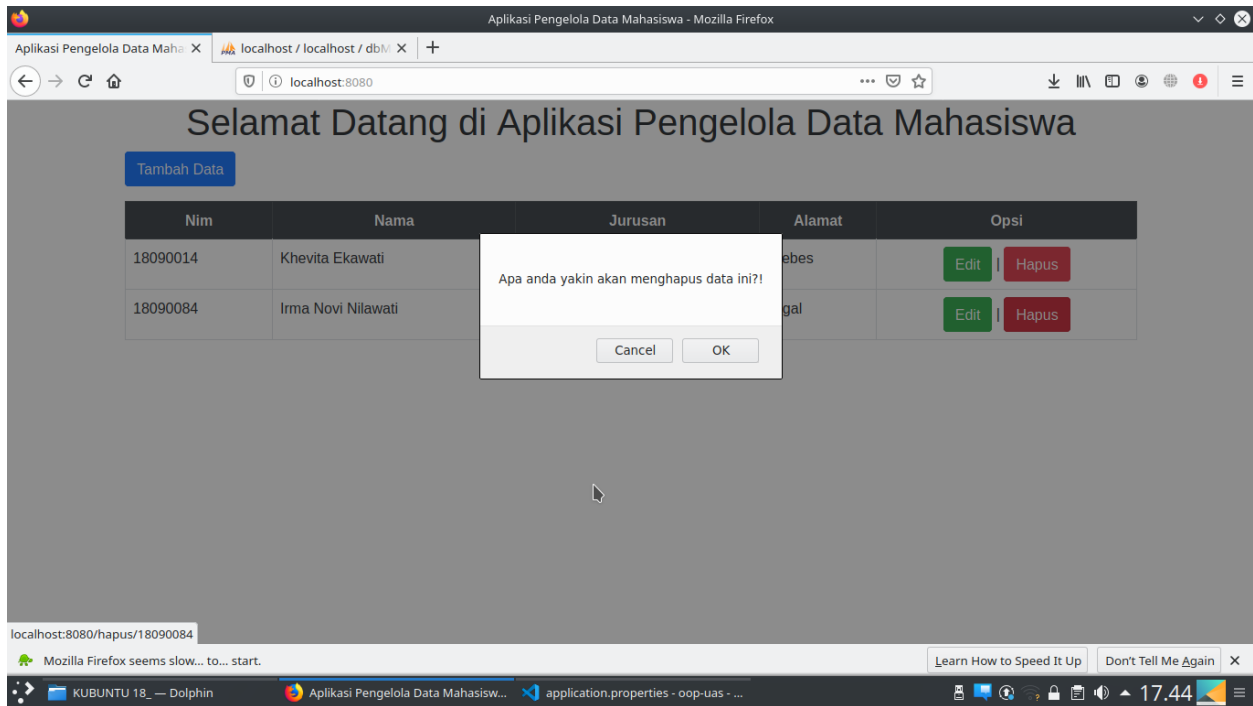 Aplikasi Pengelola Data Mahasiswa - Mozilla Firefox
Aplikasi Pengelola Data Maha
localhost / localhost / dbM
localhost:8080
Selamat Datang di Aplikasi Pengelola Data Mahasiswa
Tambah Data
Nim Nama Jurusan Alamat Opsi
18090014 Khevita Ekawati ebes Edit | Hapus
18090084 Irma Novi Nilawati gal Edit | Hapus
Apa anda yakin akan menghapus data ini?!
Cancel OK
localhost:8080/hapus/18090084
Mozilla Firefox seems slow... to... start. Learn How to Speed It Up Don't Tell Me Again
KUBUNTU 18_ — Dolphin Aplikasi Pengelola Data Mahasisw... application.properties - oop-uas - ... 17.44